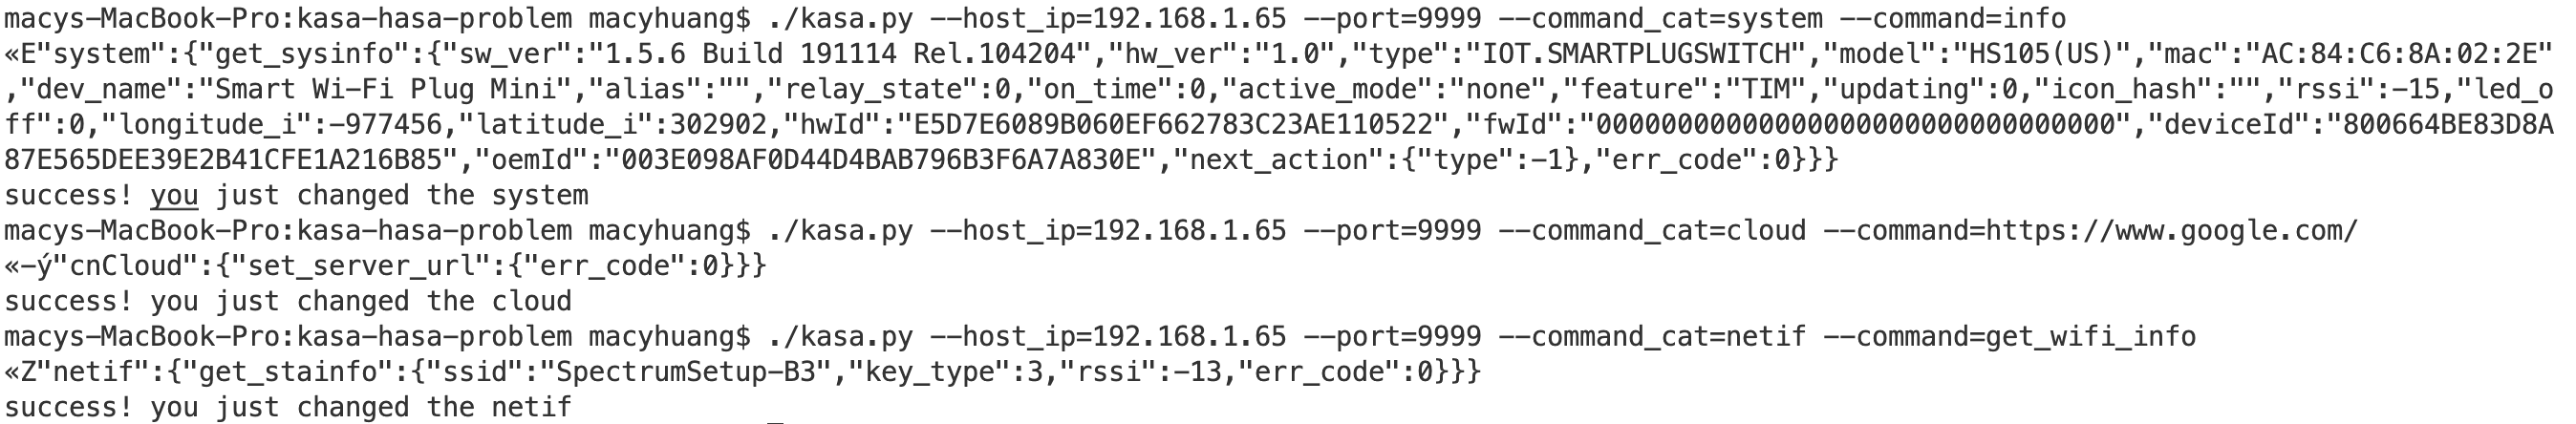 macys-MacBook-Pro:kasa-hasa-problem macyhuang$ ./kasa.py --host_ip=192.168.1.65 --port=9999 --command_cat=system --command=info
«E"system":{"get_sysinfo":{"sw_ver":"1.5.6 Build 191114 Rel.104204","hw_ver":"1.0","type":"IOT.SMARTPLUGSWITCH","model":"HS105(US)","mac":"AC:84:C6:8A:02:2E"
,"dev_name":"Smart Wi-Fi Plug Mini","alias":"","relay_state":0,"on_time":0,"active_mode":"none","feature":"TIM","updating":0,"icon_hash":"","rssi":-15,"led_o
ff":0,"longitude_i":-977456,"latitude_i":302902,"hwId":"E5D7E6089B060EF662783C23AE110522","fwId":"00000000000000000000000000000000","deviceId":"800664BE83D8A
87E565DEE39E2B41CFE1A216B85","oemId":"003E098AF0D44D4BAB796B3F6A7A830E","next_action":{"type":-1},"err_code":0}}}
success! you just changed the system
macys-MacBook-Pro:kasa-hasa-problem macyhuang$ ./kasa.py --host_ip=192.168.1.65 --port=9999 --command_cat=cloud --command=https://www.google.com/
«-ý"cnCloud":{"set_server_url":{"err_code":0}}}
success! you just changed the cloud
macys-MacBook-Pro:kasa-hasa-problem macyhuang$ ./kasa.py --host_ip=192.168.1.65 --port=9999 --command_cat=netif --command=get_wifi_info
«Z"netif":{"get_stainfo":{"ssid":"SpectrumSetup-B3","key_type":3,"rssi":-13,"err_code":0}}}
success! you just changed the netif